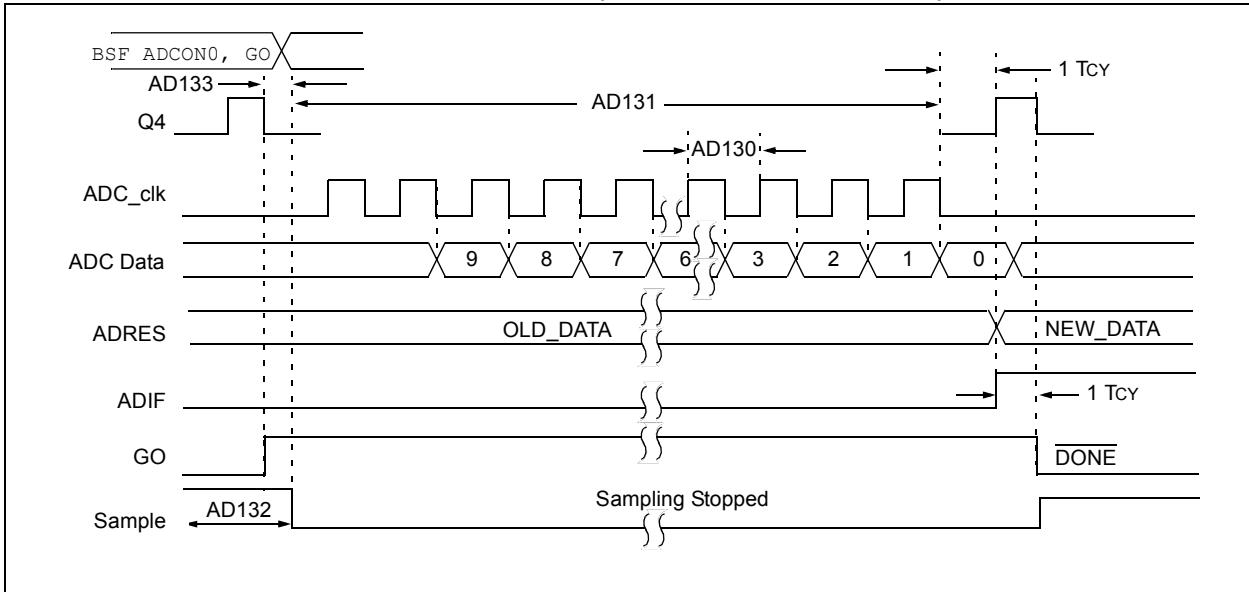 BSF ADCON0, GO
AD133
1 TCY
AD131
Q4
AD130
ADC_clk
ADC Data
9 8 7 6 3 2 1 0
ADRES
OLD_DATA
NEW_DATA
ADIF
1 TCY
GO
DONE
Sample
AD132
Sampling Stopped